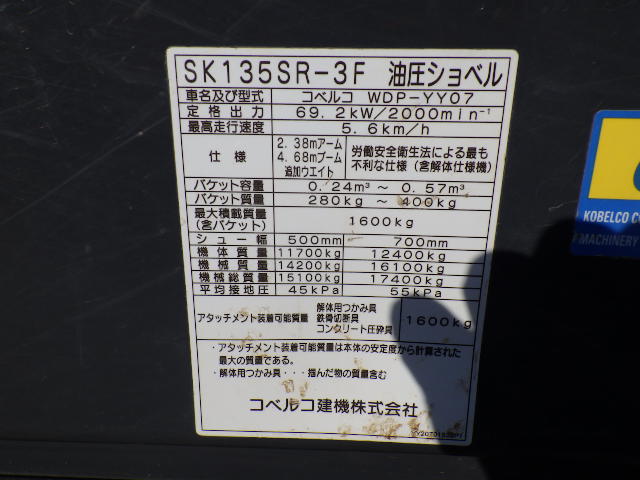 SK135SR-3F 油圧ショベル
車名及び型式 コベルコ WDP-YY07
定格出力 69.2kW/2000min⁻¹
最高走行速度 5.6km/h
仕様 2.38mアーム 4.68mブーム 追加ウエイト 労働安全衛生法による最も不利な仕様(含解体仕様機)
バケット容量 0.24m³ ~ 0.57m³
バケット質量 280kg ~ 400kg
最大積載質量(含バケット) 1600kg
シュー幅 500mm 700mm
機体質量 11700kg 12400kg
機械質量 14200kg 16100kg
機械総質量 15100kg 17400kg
平均接地圧 45kPa 55kPa
アタッチメント装着可能質量 解体用つかみ具 鉄骨切断具 コンクリート圧砕具 1600kg
・アタッチメント装着可能質量は本体の安定度から計算された
最大の質量である。
・解体用つかみ具・・・掴んだ物の質量含む
コベルコ建機株式会社
KOBELCO CO
MACHINERY